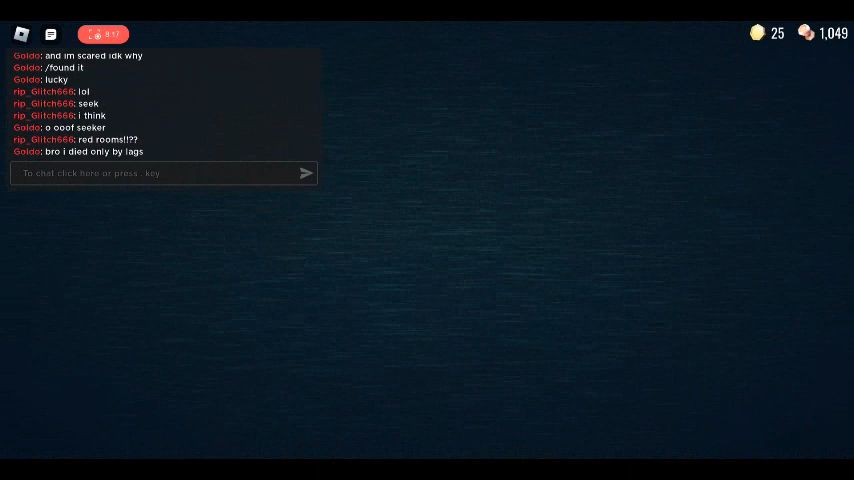 8:17
25
1,049
Goldo: and im scared idk why
Goldo: /found it
Goldo: lucky
rip_Glitch666: lol
rip_Glitch666: seek
rip_Glitch666: i think
Goldo: o ooof seeker
rip_Glitch666: red rooms!!??
Goldo: bro i died only by lags
To chat click here or press . key